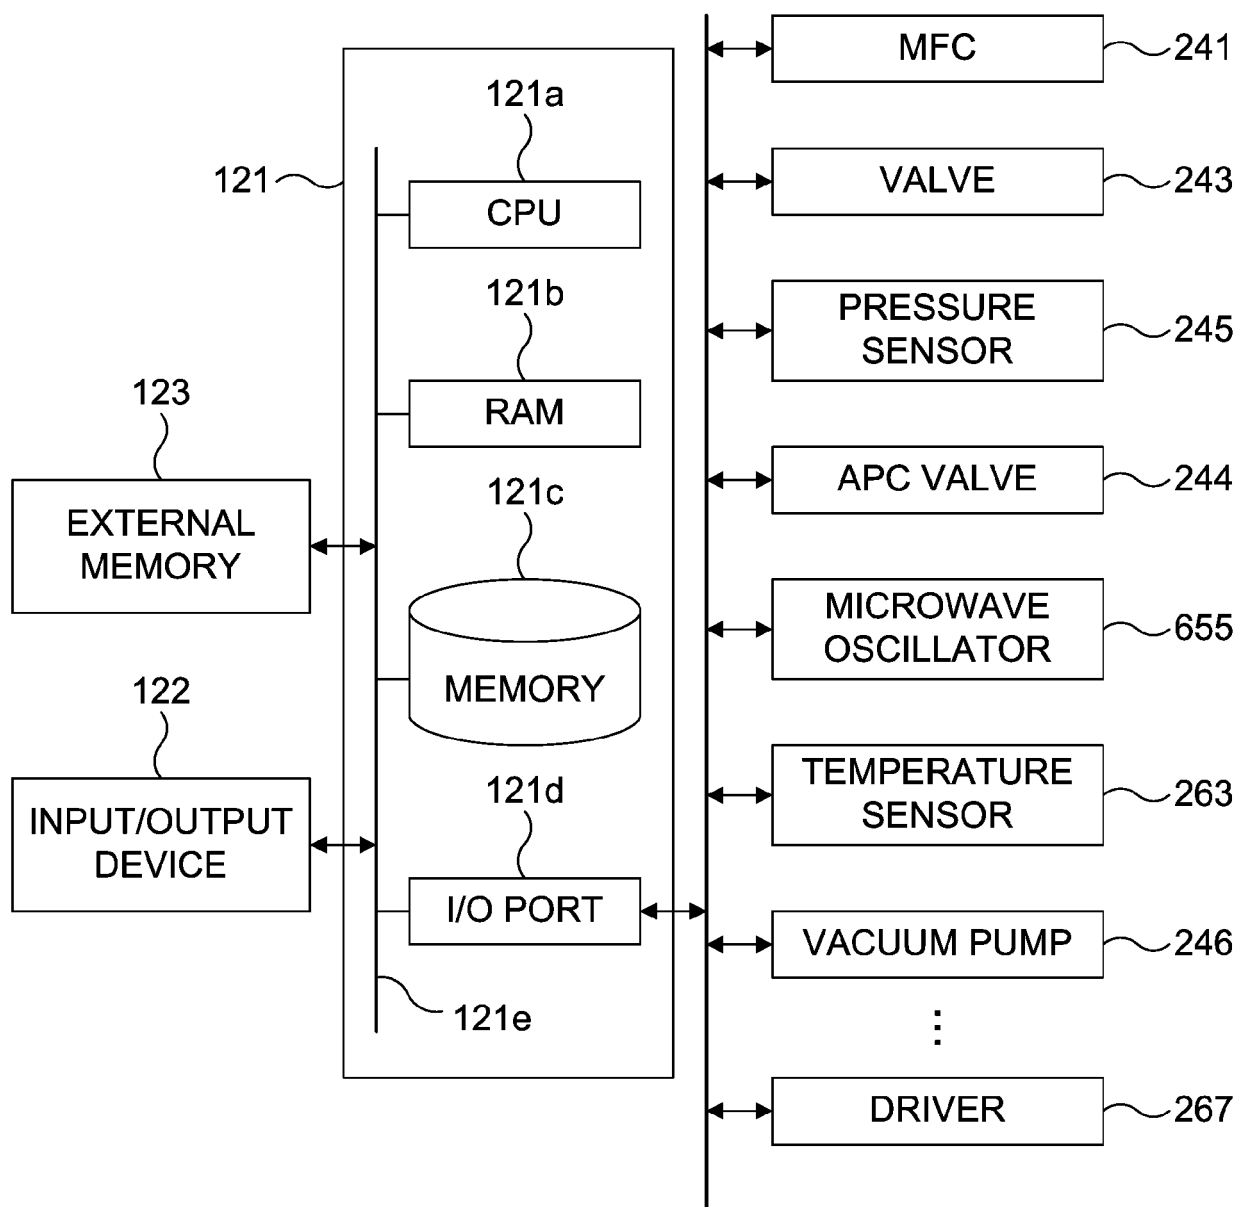 121
121a
CPU
121b
RAM
121c
MEMORY
121d
I/O PORT
121e
123
EXTERNAL
MEMORY
122
INPUT/OUTPUT
DEVICE
MFC
241
VALVE
243
PRESSURE
SENSOR
245
APC VALVE
244
MICROWAVE
OSCILLATOR
655
TEMPERATURE
SENSOR
263
VACUUM PUMP
246
DRIVER
267